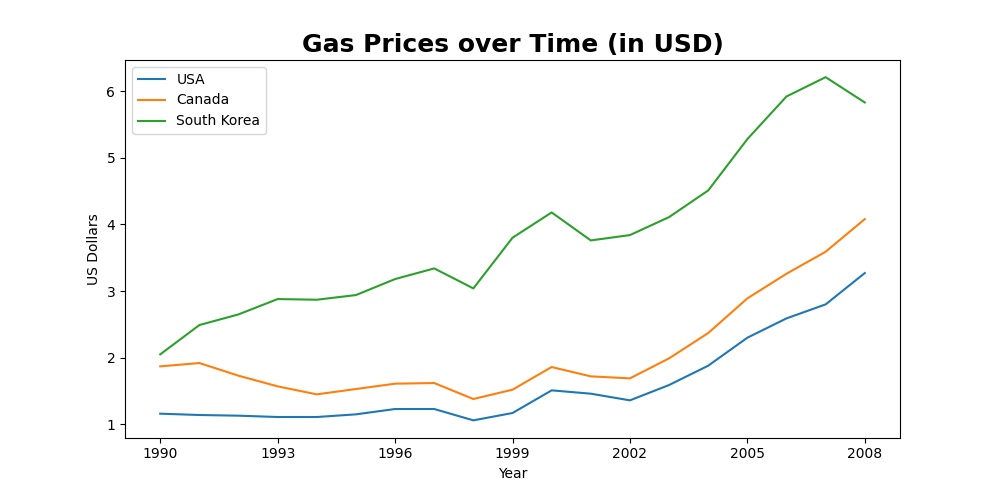 Gas Prices over Time (in USD)
USA
Canada
South Korea
6
5
4
3
2
1
US Dollars
1990 1993 1996 1999 2002 2005 2008
Year